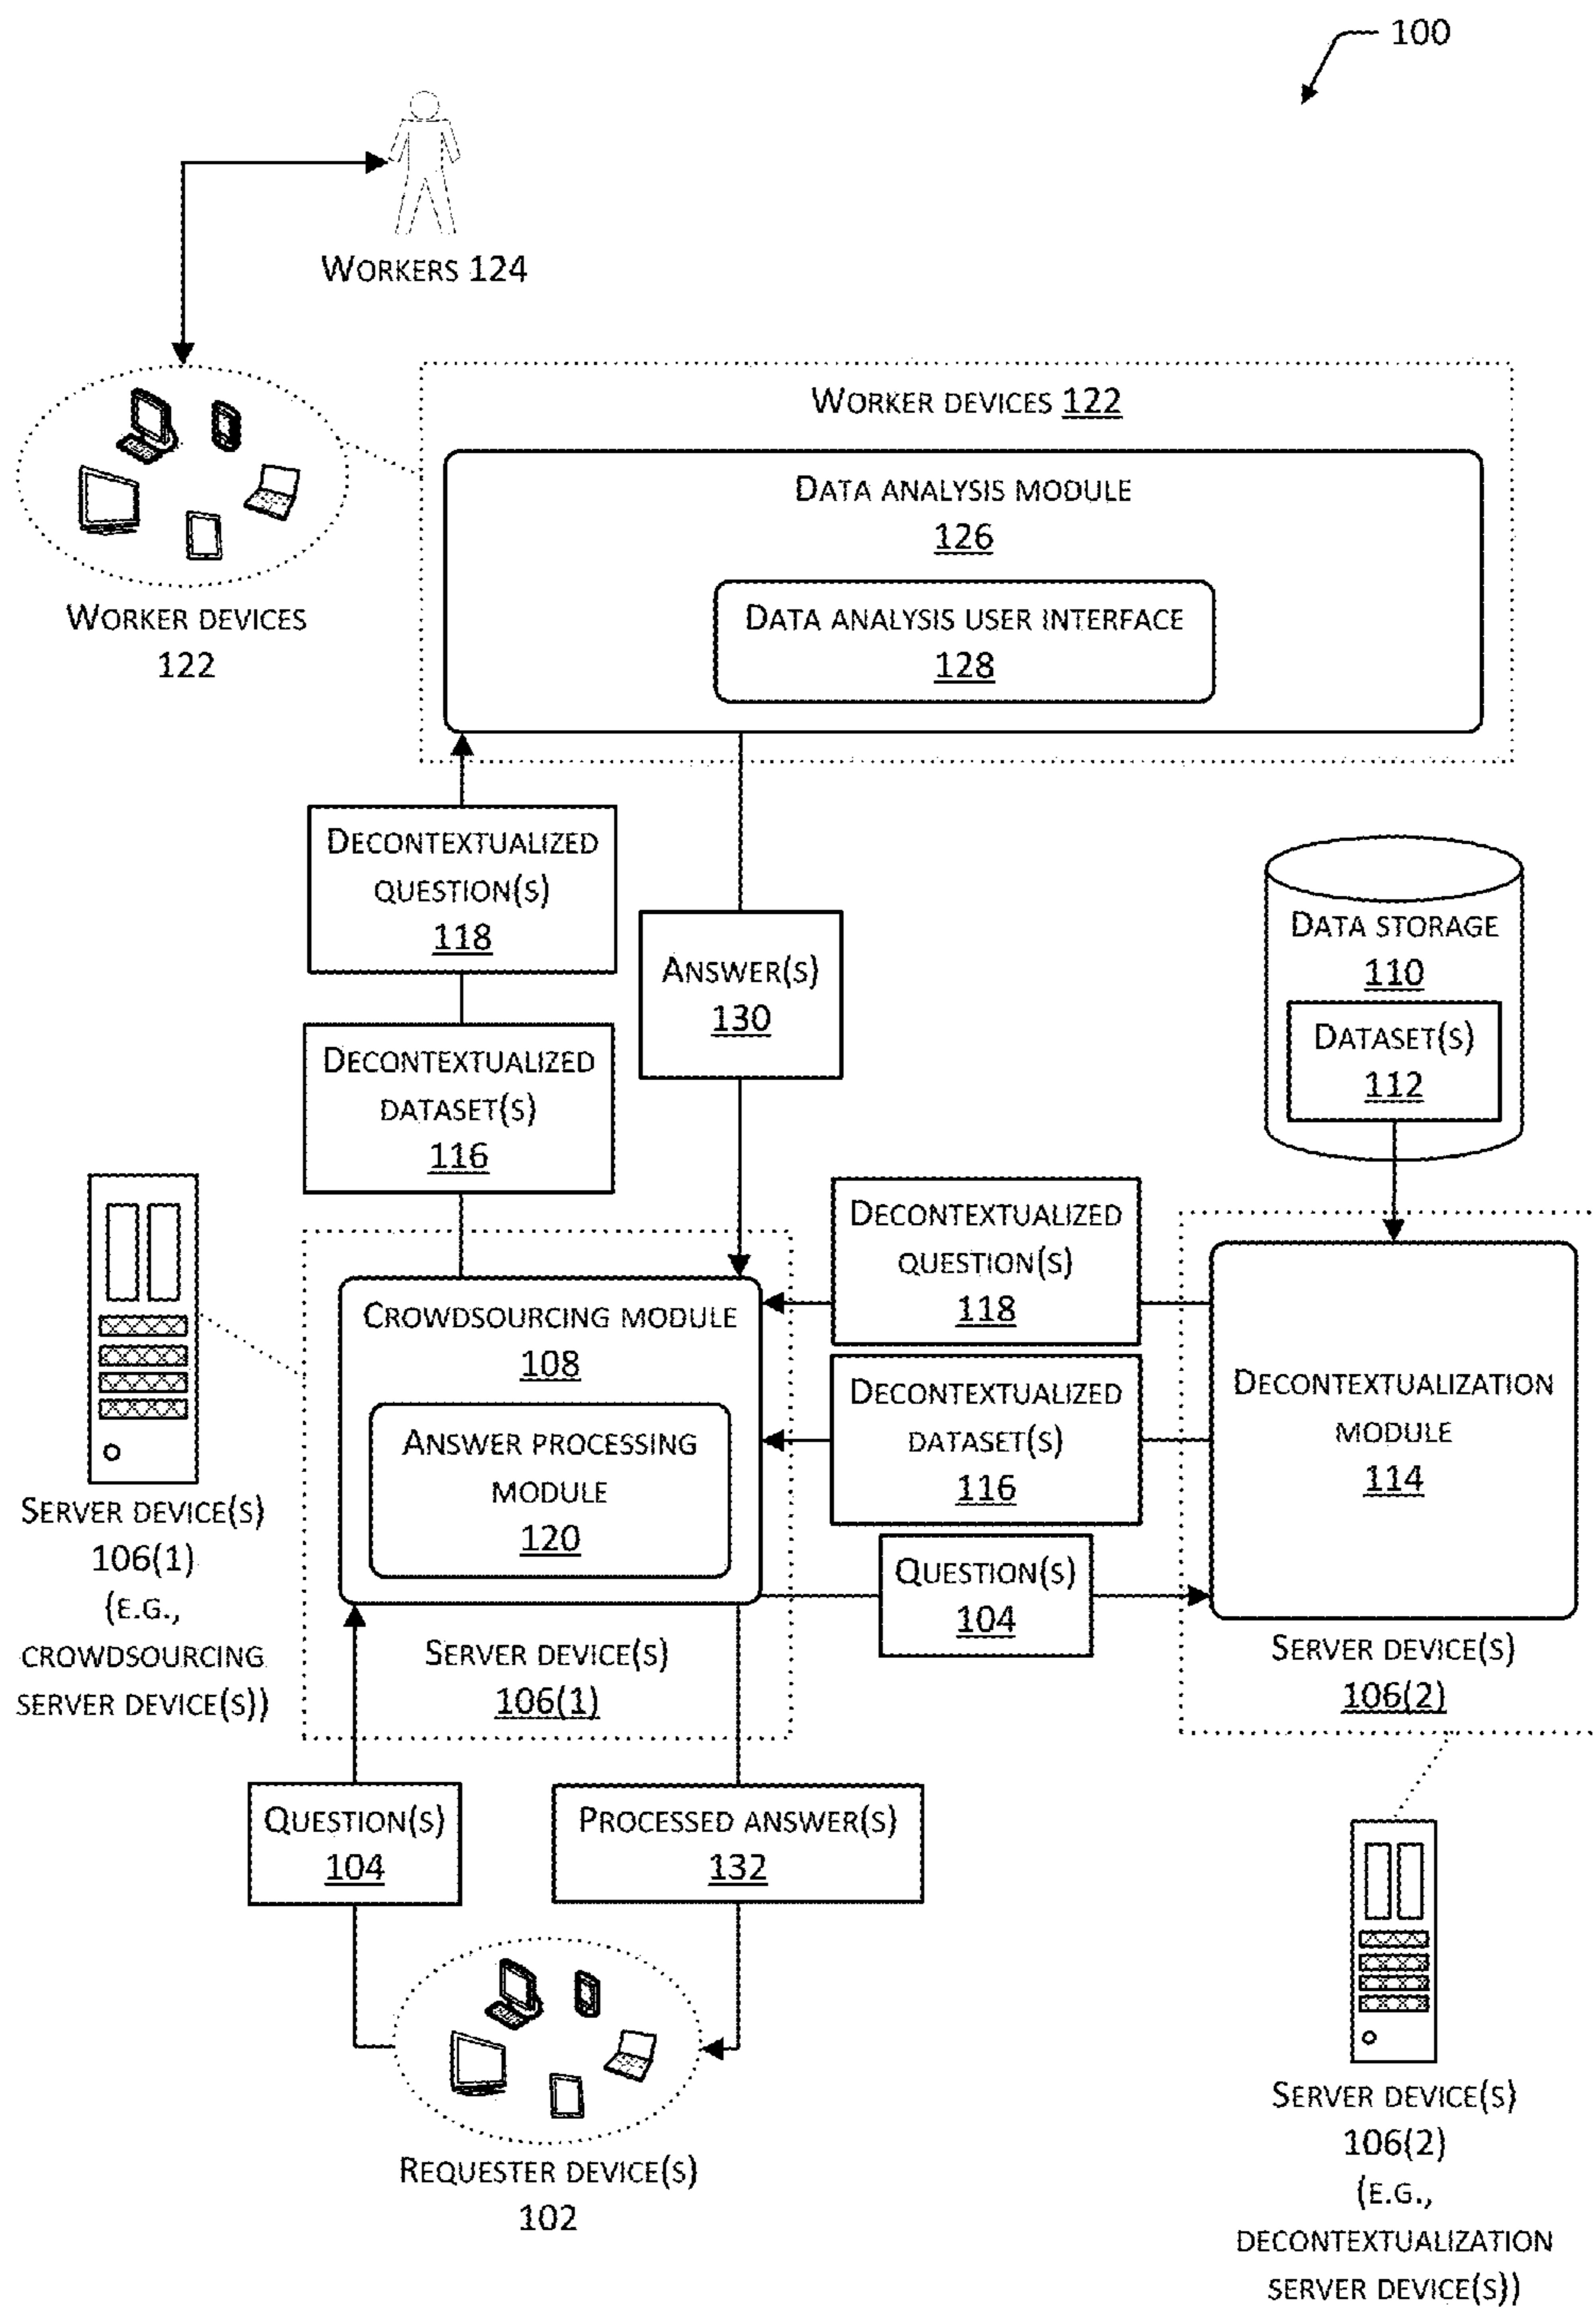 100
WORKERS 124
WORKER DEVICES 122
DATA ANALYSIS MODULE
126
DATA ANALYSIS USER INTERFACE
128
WORKER DEVICES
122
DECONTEXTUALIZED
QUESTION(S)
118
DECONTEXTUALIZED
DATASET(S)
116
ANSWER(S)
130
DATA STORAGE
110
DATASET(S)
112
DECONTEXTUALIZED
QUESTION(S)
118
DECONTEXTUALIZED
DATASET(S)
116
QUESTION(S)
104
DECONTEXTUALIZATION
MODULE
114
SERVER DEVICE(S)
106(2)
CROWDSOURCING MODULE
108
ANSWER PROCESSING
MODULE
120
SERVER DEVICE(S)
106(1)
SERVER DEVICE(S)
106(1)
(E.G.,
CROWDSOURCING
SERVER DEVICE(S))
QUESTION(S)
104
PROCESSED ANSWER(S)
132
REQUESTER DEVICE(S)
102
SERVER DEVICE(S)
106(2)
(E.G.,
DECONTEXTUALIZATION
SERVER DEVICE(S))